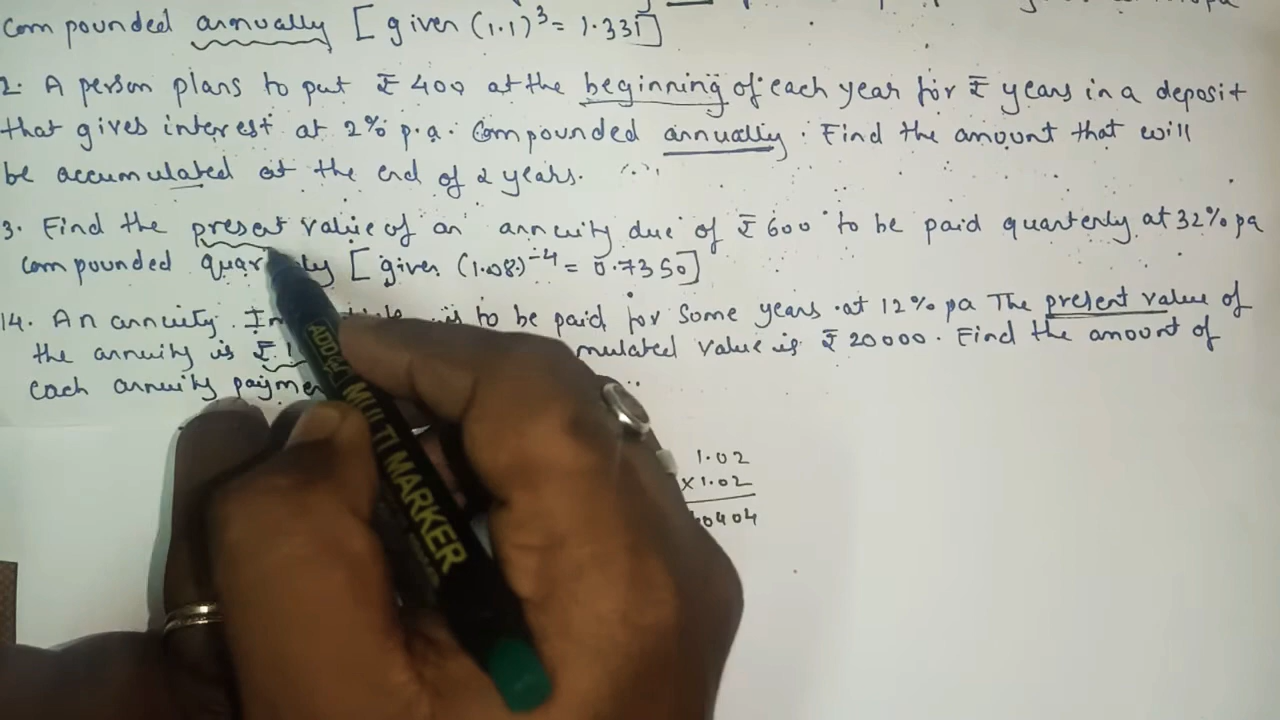 Compounded annually [given (1.1)³ = 1.331]
2. A person plans to put ₹ 400 at the beginning of each year for ₹ years in a deposit
that gives interest at 2% p.a. Compounded annually. Find the amount that will
be accumulated at the end of 2 years.
3. Find the present value of an annuity due of ₹ 600 to be paid quarterly at 32% pa
Compounded [given (1.08)⁻⁴ = 0.7350]
14. An annuity is to be paid for some years at 12% pa The present value of
the annuity is ₹ value is ₹ 20000. Find the amount of
each annuity
1.02
x 1.02
0404
ADDGEL MULTI MARKER